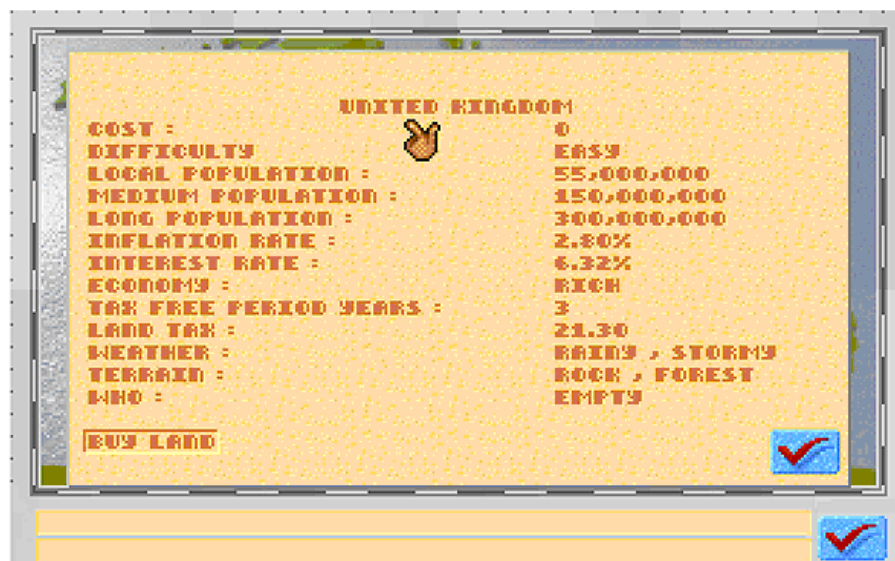 UNITED KINGDOM
COST : 0
DIFFICULTY EASY
LOCAL POPULATION : 55,000,000
MEDIUM POPULATION : 150,000,000
LONG POPULATION : 300,000,000
INFLATION RATE : 2.80%
INTEREST RATE : 6.32%
ECONOMY : RICH
TAX FREE PERIOD YEARS : 3
LAND TAX : 21.30
WEATHER : RAINY , STORMY
TERRAIN : ROCK , FOREST
WHO : EMPTY
BUY LAND